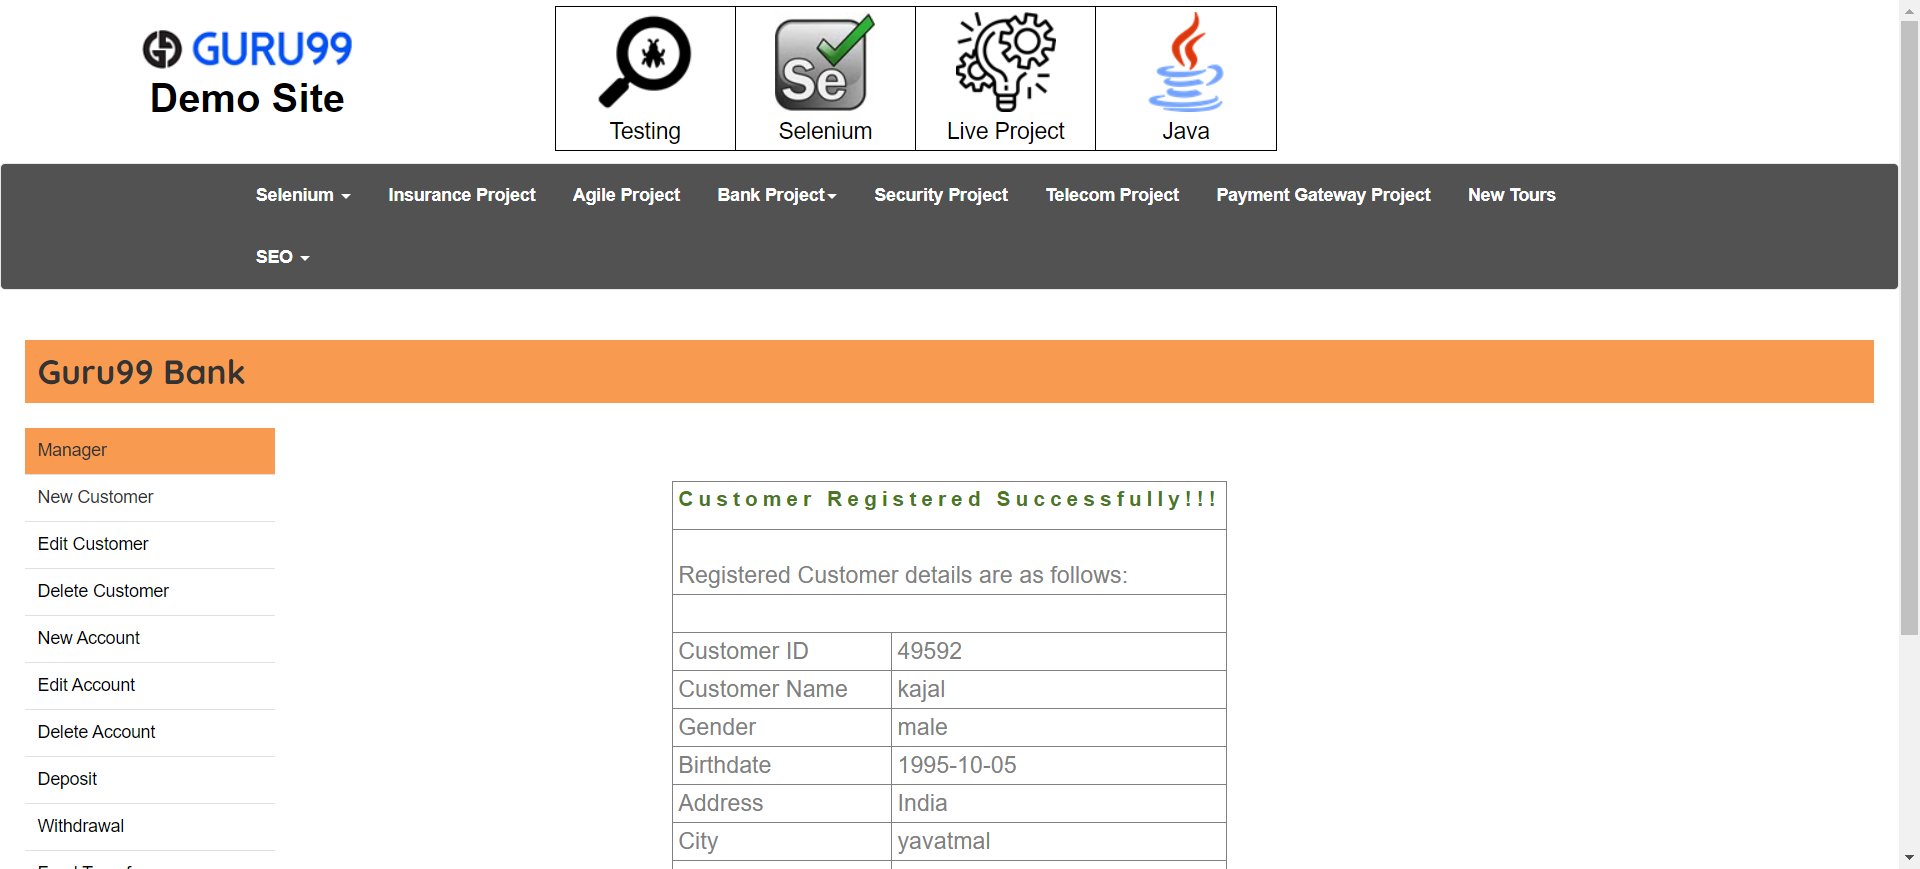 GURU99
Demo Site
Se
Testing
Selenium
Live Project
Java
Selenium
Insurance Project
Agile Project
Bank Project
Security Project
Telecom Project
Payment Gateway Project
New Tours
SEO
Guru99 Bank
Manager
New Customer
Edit Customer
Delete Customer
New Account
Edit Account
Delete Account
Deposit
Withdrawal
Customer Registered Successfully!!!
Registered Customer details are as follows:
Customer ID 49592
Customer Name kajal
Gender male
Birthdate 1995-10-05
Address India
City yavatmal